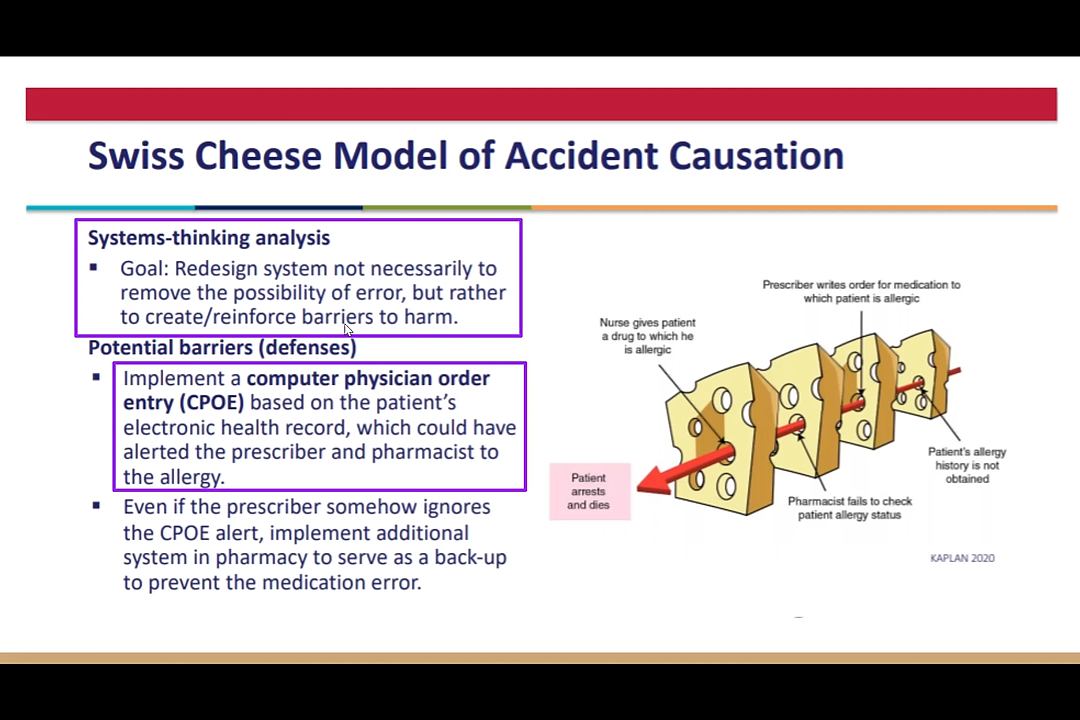 Swiss Cheese Model of Accident Causation
Systems-thinking analysis
▪ Goal: Redesign system not necessarily to
remove the possibility of error, but rather
to create/reinforce barriers to harm.
Potential barriers (defenses)
▪ Implement a computer physician order
entry (CPOE) based on the patient’s
electronic health record, which could have
alerted the prescriber and pharmacist to
the allergy.
▪ Even if the prescriber somehow ignores
the CPOE alert, implement additional
system in pharmacy to serve as a back-up
to prevent the medication error.
Prescriber writes order for medication to
which patient is allergic
Nurse gives patient
a drug to which he
is allergic
Patient
arrests
and dies
Pharmacist fails to check
patient allergy status
Patient’s allergy
history is not
obtained
KAPLAN 2020